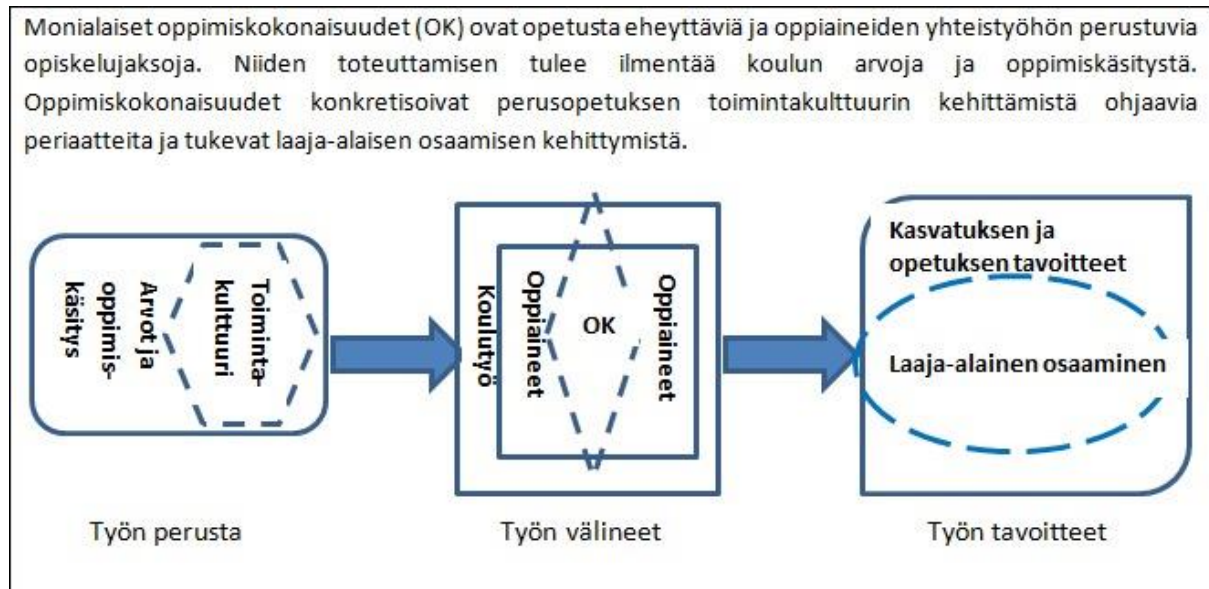 Monialaiset oppimiskokonaisuudet (OK) ovat opetusta eheyttäviä ja oppiaineiden yhteistyöhön perustuvia
opiskelujaksoja. Niiden toteuttamisen tulee ilmentää koulun arvoja ja oppimiskäsitystä.
Oppimiskokonaisuudet konkretisoivat perusopetuksen toimintakulttuurin kehittämistä ohjaavia
periaatteita ja tukevat laaja-alaisen osaamisen kehittymistä.
Arvot ja
oppimis-
käsitys
Toiminta-
kulttuuri
Koulutyö
Oppiaineet
OK
Oppiaineet
Kasvatuksen ja
opetuksen tavoitteet
Laaja-alainen osaaminen
Työn perusta
Työn välineet
Työn tavoitteet